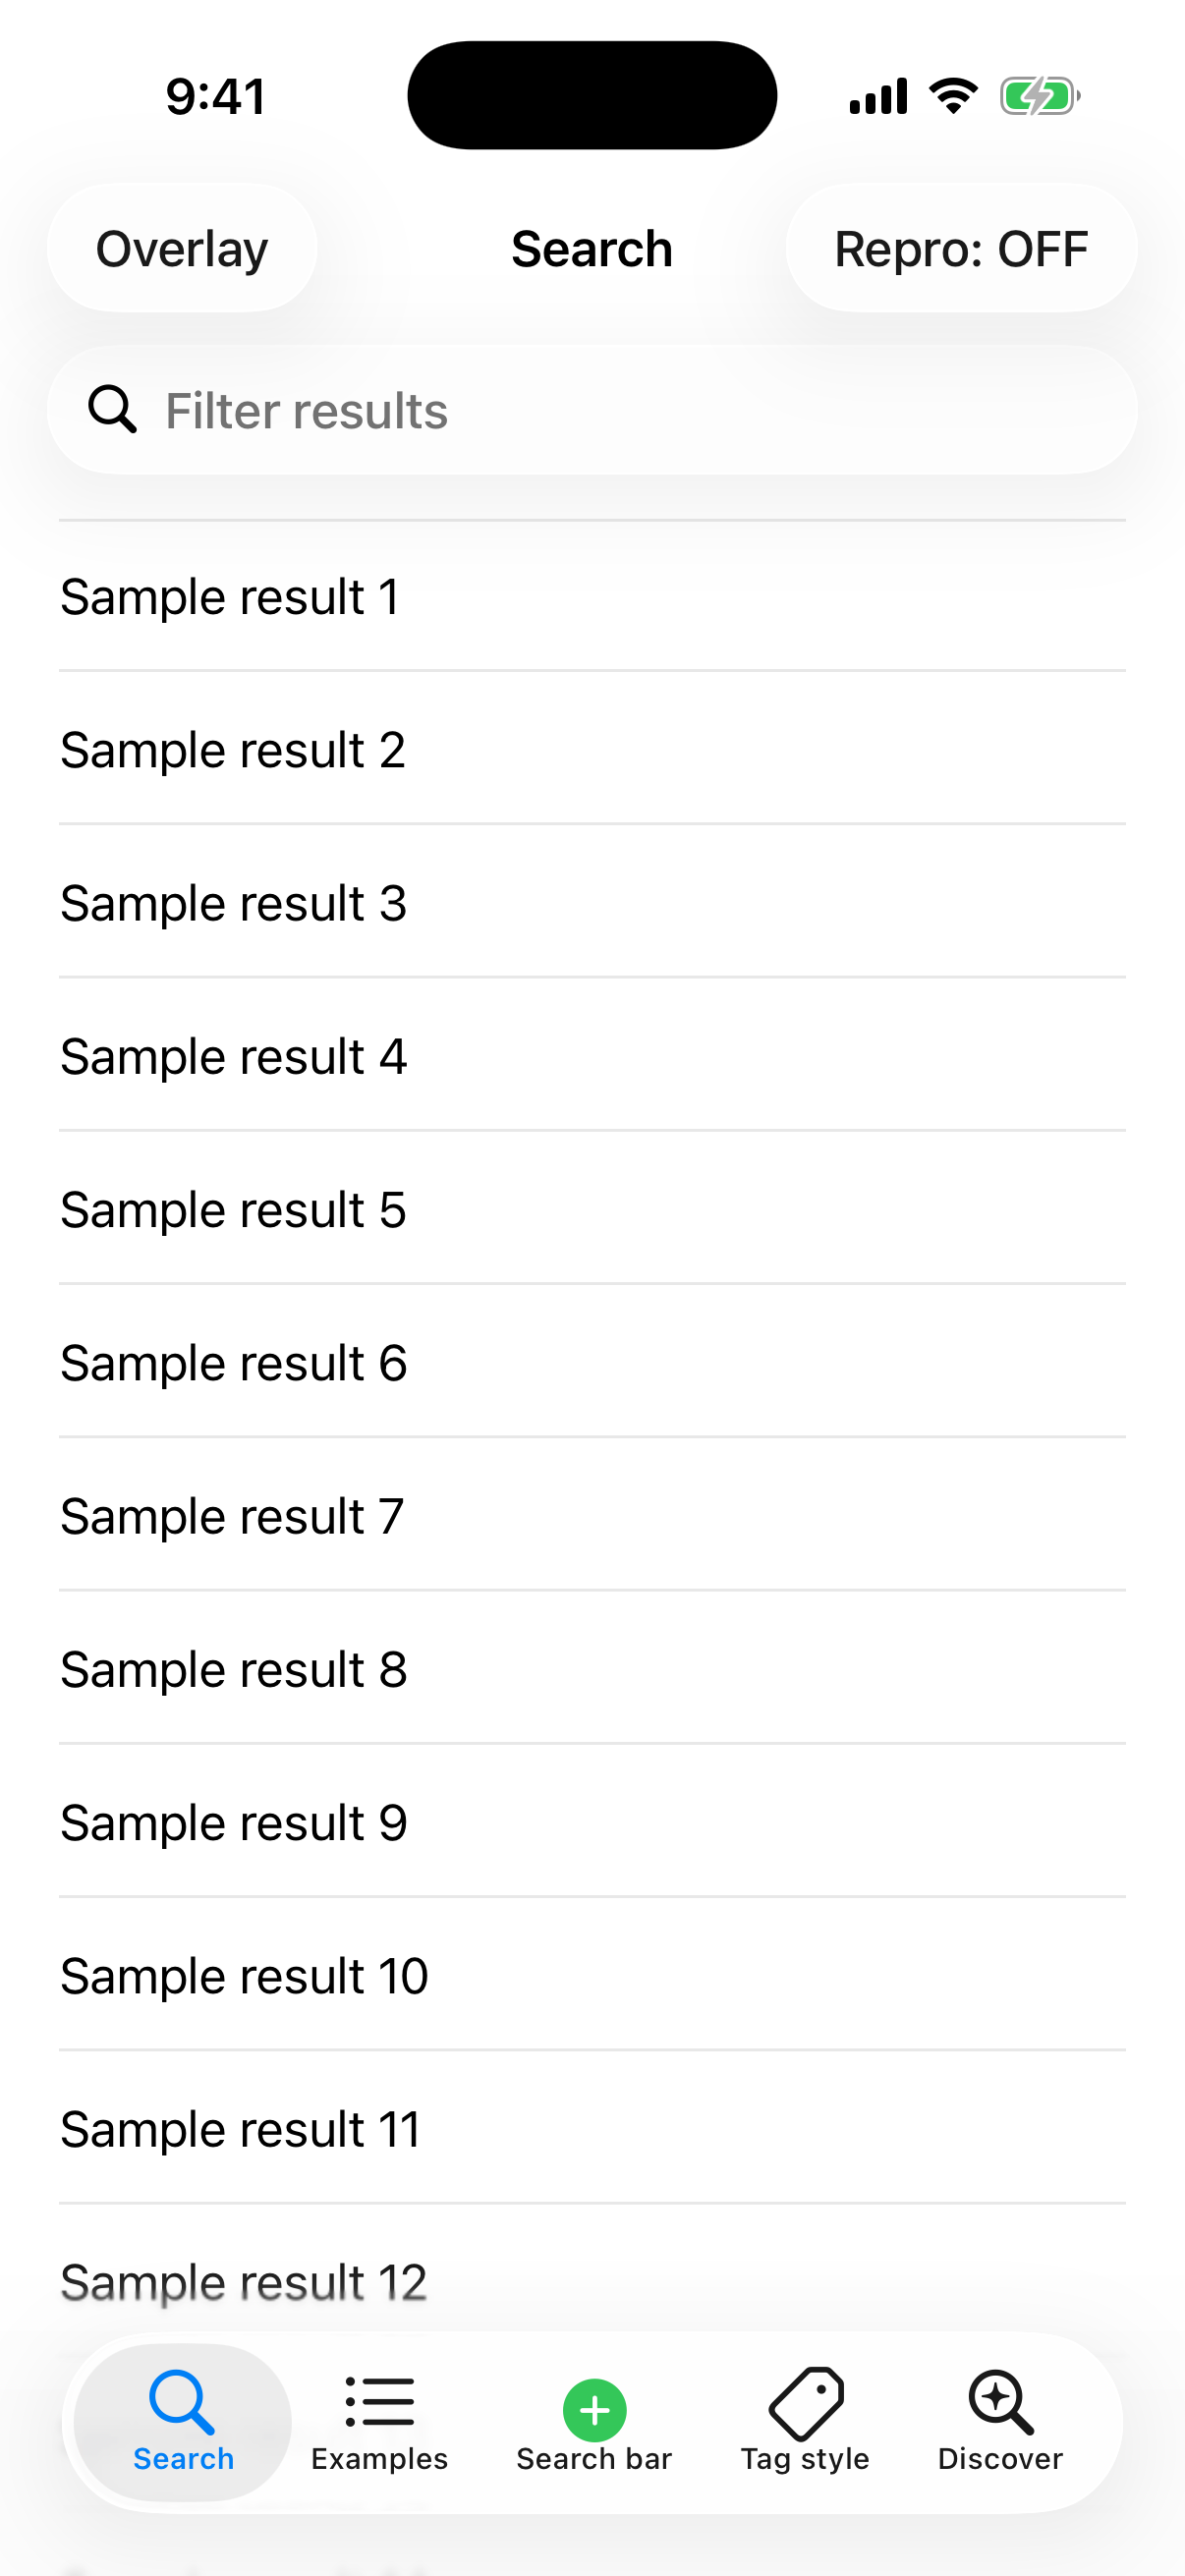 9:41
Overlay Search Repro: OFF
Filter results
Sample result 1
Sample result 2
Sample result 3
Sample result 4
Sample result 5
Sample result 6
Sample result 7
Sample result 8
Sample result 9
Sample result 10
Sample result 11
Sample result 12
Search Examples Search bar Tag style Discover